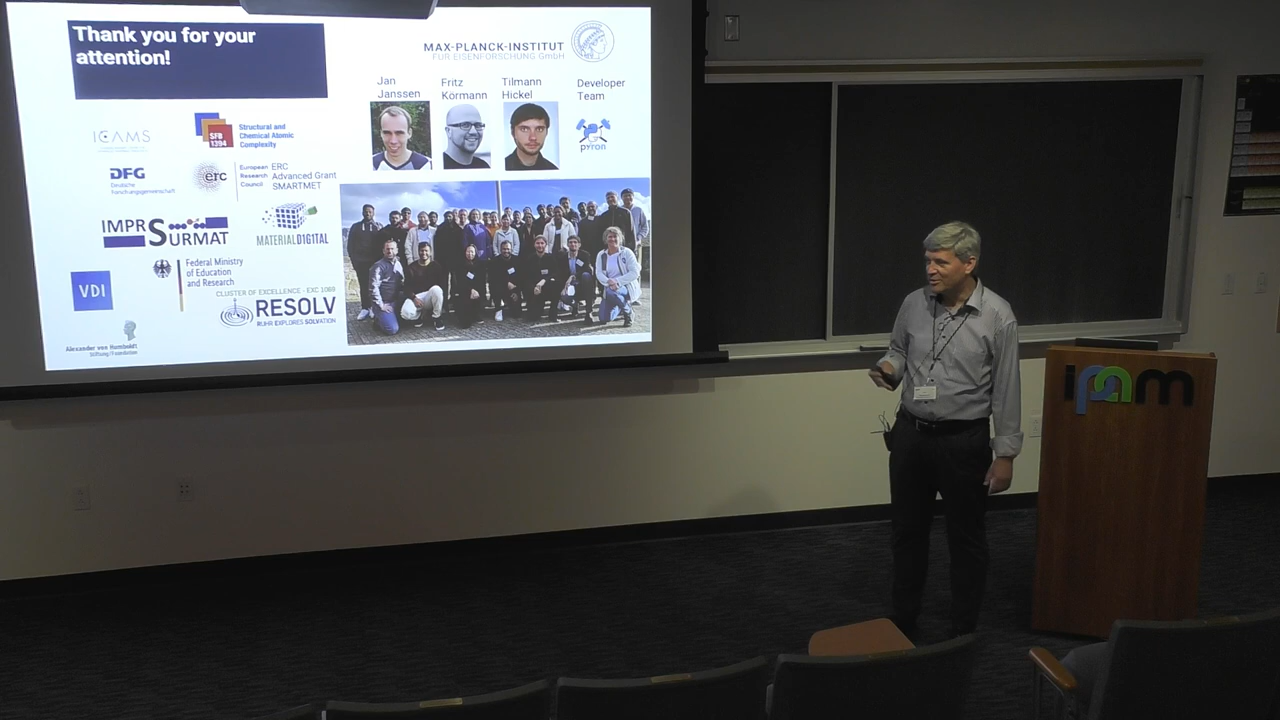 Thank you for your
attention!
MAX-PLANCK-INSTITUT
FÜR EISENFORSCHUNG GmbH
Jan
Janssen
Fritz
Körmann
Tilmann
Hickel
Developer
Team
pyron
ICAMS
SFB
1394
Structural and
Chemical Atomic
Complexity
DFG
Deutsche
Forschungsgemeinschaft
erc
European
Research
Council
ERC
Advanced Grant
SMARTMET
IMPR SURMAT
MATERIALDIGITAL
VDI
Federal Ministry
of Education
and Research
CLUSTER OF EXCELLENCE - EXC 1069
RESOLV
RUHR EXPLORES SOLVATION
Alexander von Humboldt
Stiftung/Foundation
ipam